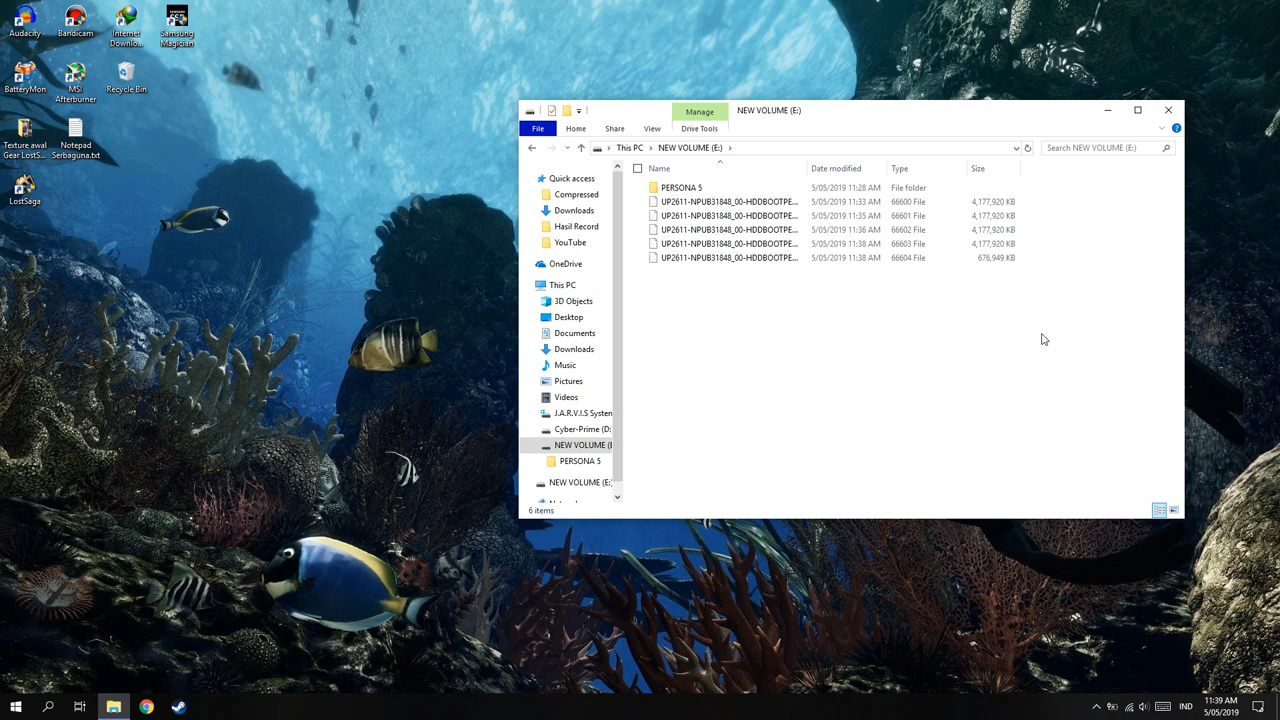 Audacity
Bandicam
Internet
Downlo...
Samsung
Magician
BatteryMon
MSI
Afterburner
Recycle Bin
Texture awal
Gear LostS...
Notepad
Serbaguna.txt
LostSaga
Manage
NEW VOLUME (E:)
File
Home
Share
View
Drive Tools
This PC
NEW VOLUME (E:)
Search NEW VOLUME (E:)
Name
Date modified
Type
Size
PERSONA 5
5/05/2019 11:28 AM
File folder
UP2611-NPUB31848_00-HDDBOOTPE...
5/05/2019 11:33 AM
66600 File
4,177,920 KB
UP2611-NPUB31848_00-HDDBOOTPE...
5/05/2019 11:35 AM
66601 File
4,177,920 KB
UP2611-NPUB31848_00-HDDBOOTPE...
5/05/2019 11:36 AM
66602 File
4,177,920 KB
UP2611-NPUB31848_00-HDDBOOTPE...
5/05/2019 11:38 AM
66603 File
4,177,920 KB
UP2611-NPUB31848_00-HDDBOOTPE...
5/05/2019 11:38 AM
66604 File
676,949 KB
Quick access
Compressed
Downloads
Hasil Record
YouTube
OneDrive
This PC
3D Objects
Desktop
Documents
Downloads
Music
Pictures
Videos
J.A.R.V.I.S System
Cyber-Prime (D:
NEW VOLUME (E
PERSONA 5
NEW VOLUME (E:
6 items
IND
11:39 AM
5/05/2019